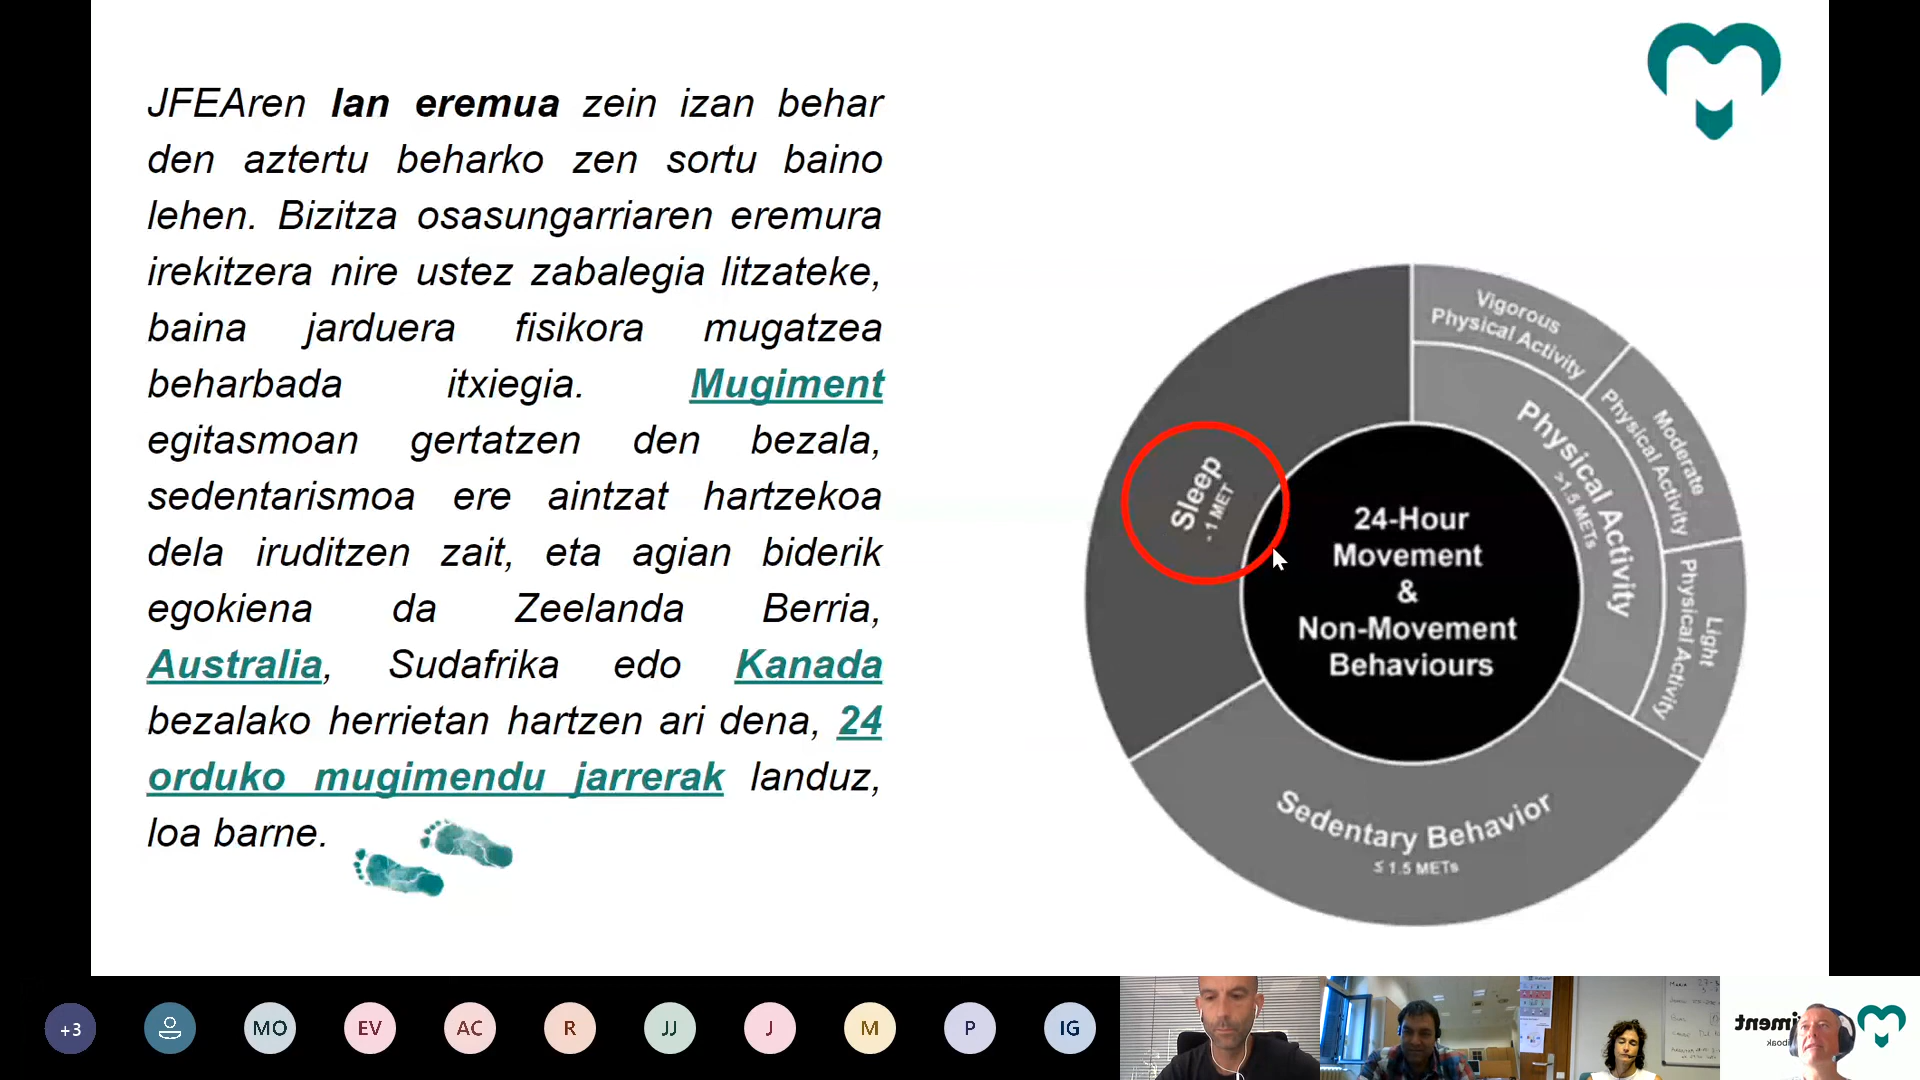 JFEAren lan eremua zein izan behar
den aztertu beharko zen sortu baino
lehen. Bizitza osasungarriaren eremura
irekitzera nire ustez zabalegia litzateke,
baina jarduera fisikora mugatzea
beharbada itxiegia. Mugiment
egitasmoan gertatzen den bezala,
sedentarismoa ere aintzat hartzekoa
dela iruditzen zait, eta agian biderik
egokiena da Zeelanda Berria,
Australia, Sudafrika edo Kanada
bezalako herrietan hartzen ari dena, 24
orduko mugimendu jarrerak landuz,
loa barne.
Vigorous
Physical Activity
Moderate
Physical Activity
Light
Physical Activity
Physical Activity
>1.5 METs
Sleep
- 1 MET
24-Hour
Movement
&
Non-Movement
Behaviours
Sedentary Behavior
≤ 1.5 METs
+3
MO
EV
AC
R
JJ
J
M
P
IG